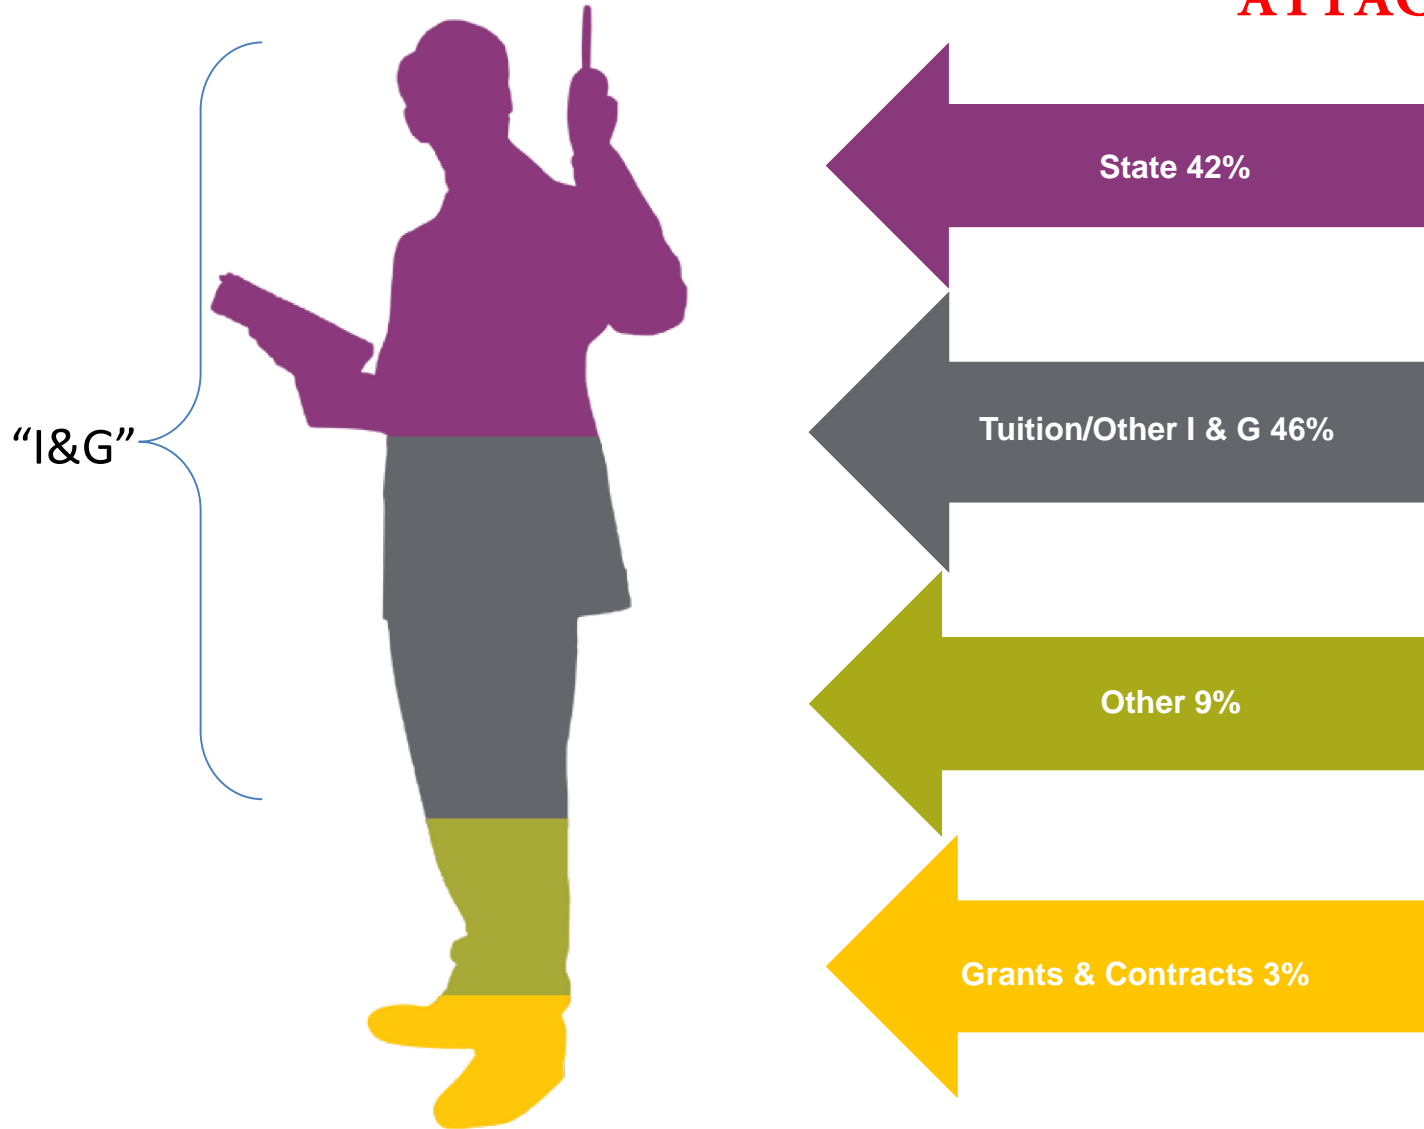 State 42%
“I&G”
Tuition/Other I & G 46%
Other 9%
Grants & Contracts 3%